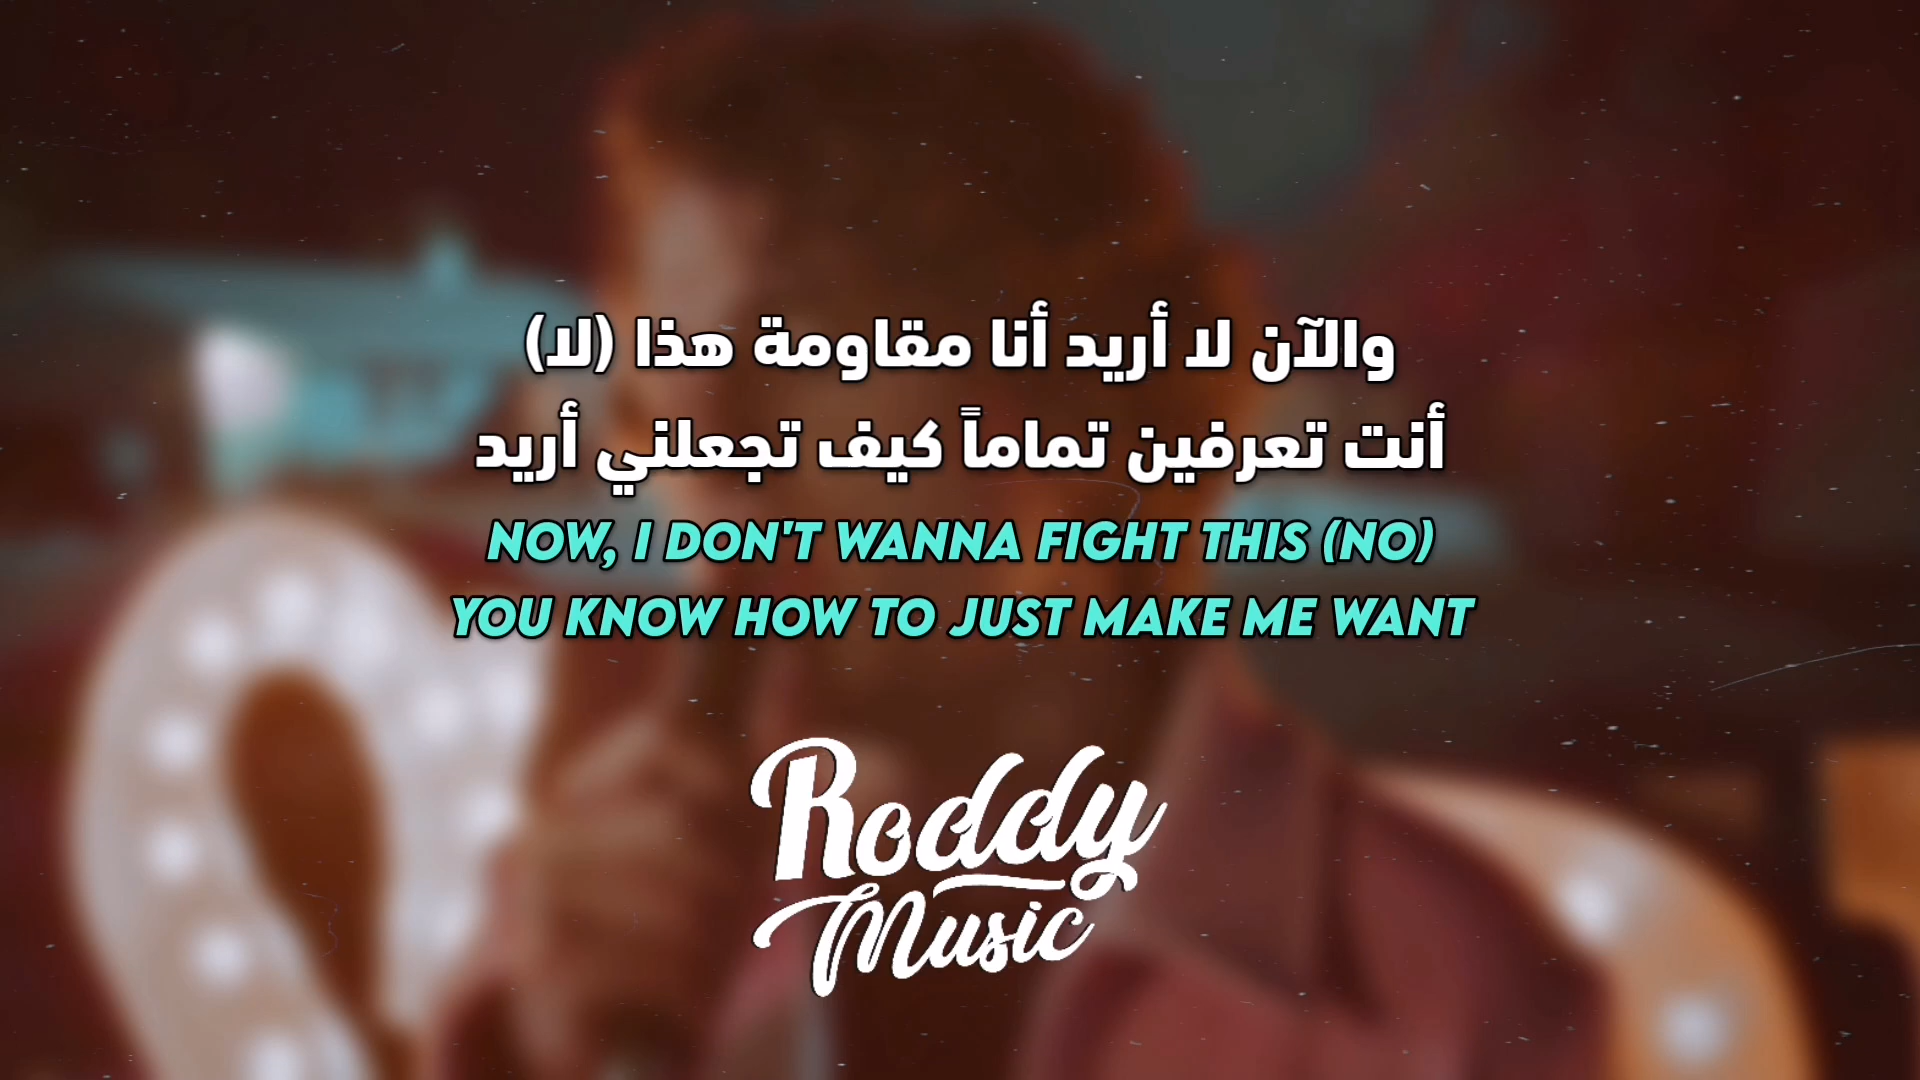 والآن لا أريد أنا مقاومة هذا (لا)
أنت تعرفين تماماً كيف تجعلني أريد
NOW, I DON'T WANNA FIGHT THIS (NO)
YOU KNOW HOW TO JUST MAKE ME WANT
Roddy
Music